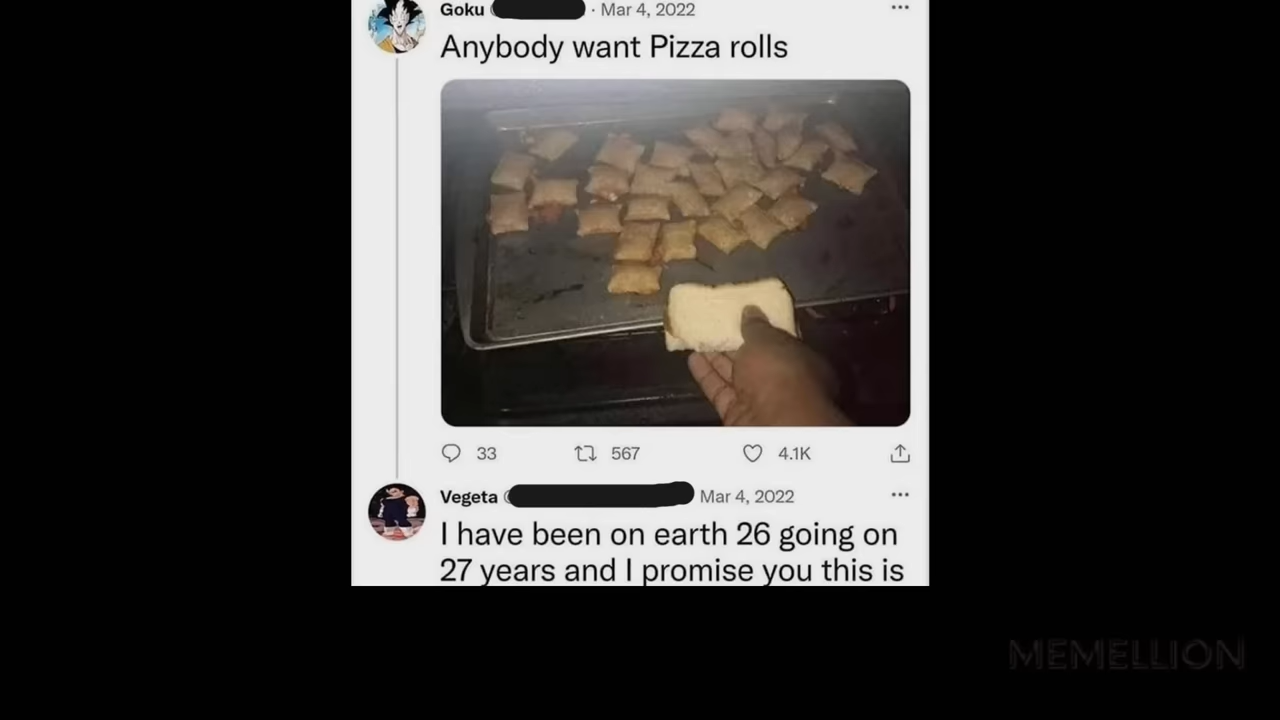 Goku · Mar 4, 2022
Anybody want Pizza rolls
33 567 4.1K
Vegeta Mar 4, 2022
I have been on earth 26 going on
27 years and I promise you this is
MEMELLION